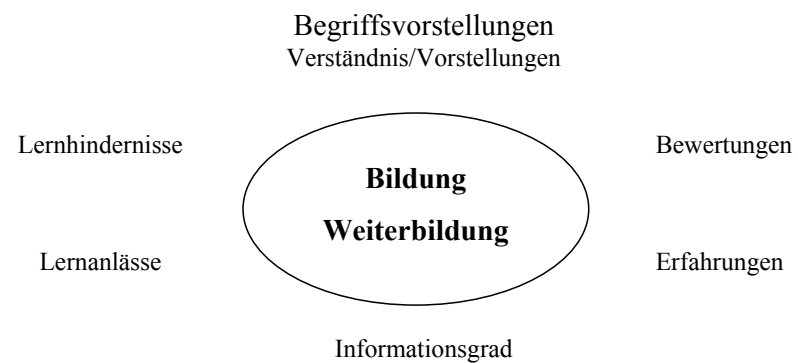 Begriffsvorstellungen
Verständnis/Vorstellungen
Lernhindernisse
Bewertungen
Bildung
Weiterbildung
Lernanlässe
Erfahrungen
Informationsgrad